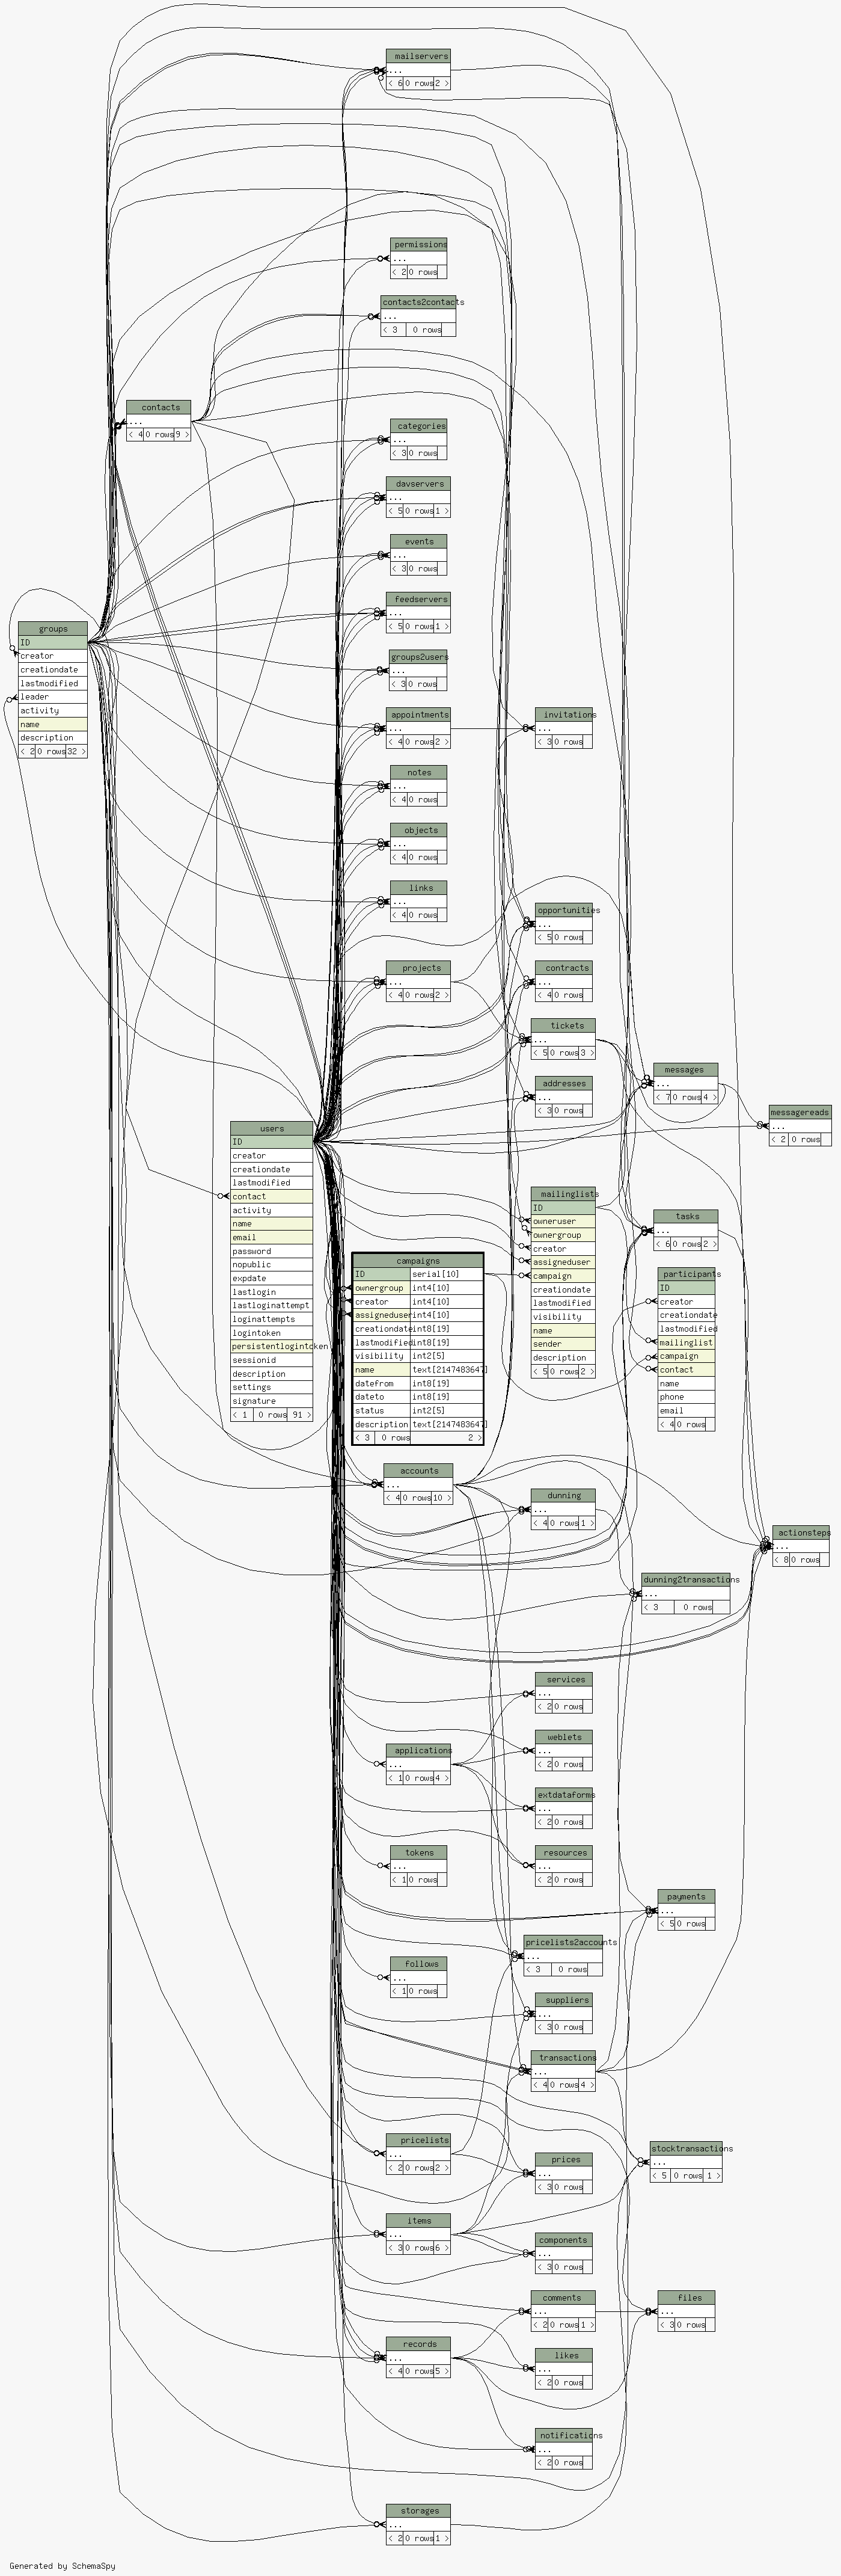 mailservers
...
< 6 0 rows 2 >
permissions
...
< 2 0 rows
contacts2contacts
...
< 3 0 rows
contacts
...
< 4 0 rows 9 >
categories
...
< 3 0 rows
davservers
...
< 5 0 rows 1 >
events
...
< 3 0 rows
feedservers
...
< 5 0 rows 1 >
groups
ID
creator
creationdate
lastmodified
leader
activity
name
description
< 2 0 rows 32 >
groups2users
...
< 3 0 rows
appointments
...
< 4 0 rows 2 >
invitations
...
< 3 0 rows
notes
...
< 4 0 rows
objects
...
< 4 0 rows
links
...
< 4 0 rows
opportunities
...
< 5 0 rows
projects
...
< 4 0 rows 2 >
contracts
...
< 4 0 rows
tickets
...
< 5 0 rows 3 >
messages
...
< 7 0 rows 4 >
addresses
...
< 3 0 rows
messagereads
...
< 2 0 rows
users
ID
creator
creationdate
lastmodified
contact
activity
name
email
password
nopublic
expdate
lastlogin
lastloginattempt
loginattempts
logintoken
persistentlogintoken
sessionid
description
settings
signature
< 1 0 rows 91 >
mailinglists
ID
owneruser
ownergroup
creator
assigneduser
campaign
creationdate
lastmodified
visibility
name
sender
description
< 5 0 rows 2 >
tasks
...
< 6 0 rows 2 >
campaigns
ID serial[10]
ownergroup int4[10]
creator int4[10]
assigneduser int4[10]
creationdate int8[19]
lastmodified int8[19]
visibility int2[5]
name text[2147483647]
datefrom int8[19]
dateto int8[19]
status int2[5]
description text[2147483647]
< 3 0 rows 2 >
participants
ID
creator
creationdate
lastmodified
mailinglist
campaign
contact
name
phone
email
< 4 0 rows
accounts
...
< 4 0 rows 10 >
dunning
...
< 4 0 rows 1 >
actionsteps
...
< 8 0 rows
dunning2transactions
...
< 3 0 rows
services
...
< 2 0 rows
weblets
...
< 2 0 rows
applications
...
< 1 0 rows 4 >
extdataforms
...
< 2 0 rows
tokens
...
< 1 0 rows
resources
...
< 2 0 rows
payments
...
< 5 0 rows
pricelists2accounts
...
< 3 0 rows
follows
...
< 1 0 rows
suppliers
...
< 3 0 rows
transactions
...
< 4 0 rows 4 >
pricelists
...
< 2 0 rows 2 >
stocktransactions
...
< 5 0 rows 1 >
prices
...
< 3 0 rows
items
...
< 3 0 rows 6 >
components
...
< 3 0 rows
comments
...
< 2 0 rows 1 >
files
...
< 3 0 rows
records
...
< 4 0 rows 5 >
likes
...
< 2 0 rows
notifications
...
< 2 0 rows
storages
...
< 2 0 rows 1 >
Generated by SchemaSpy